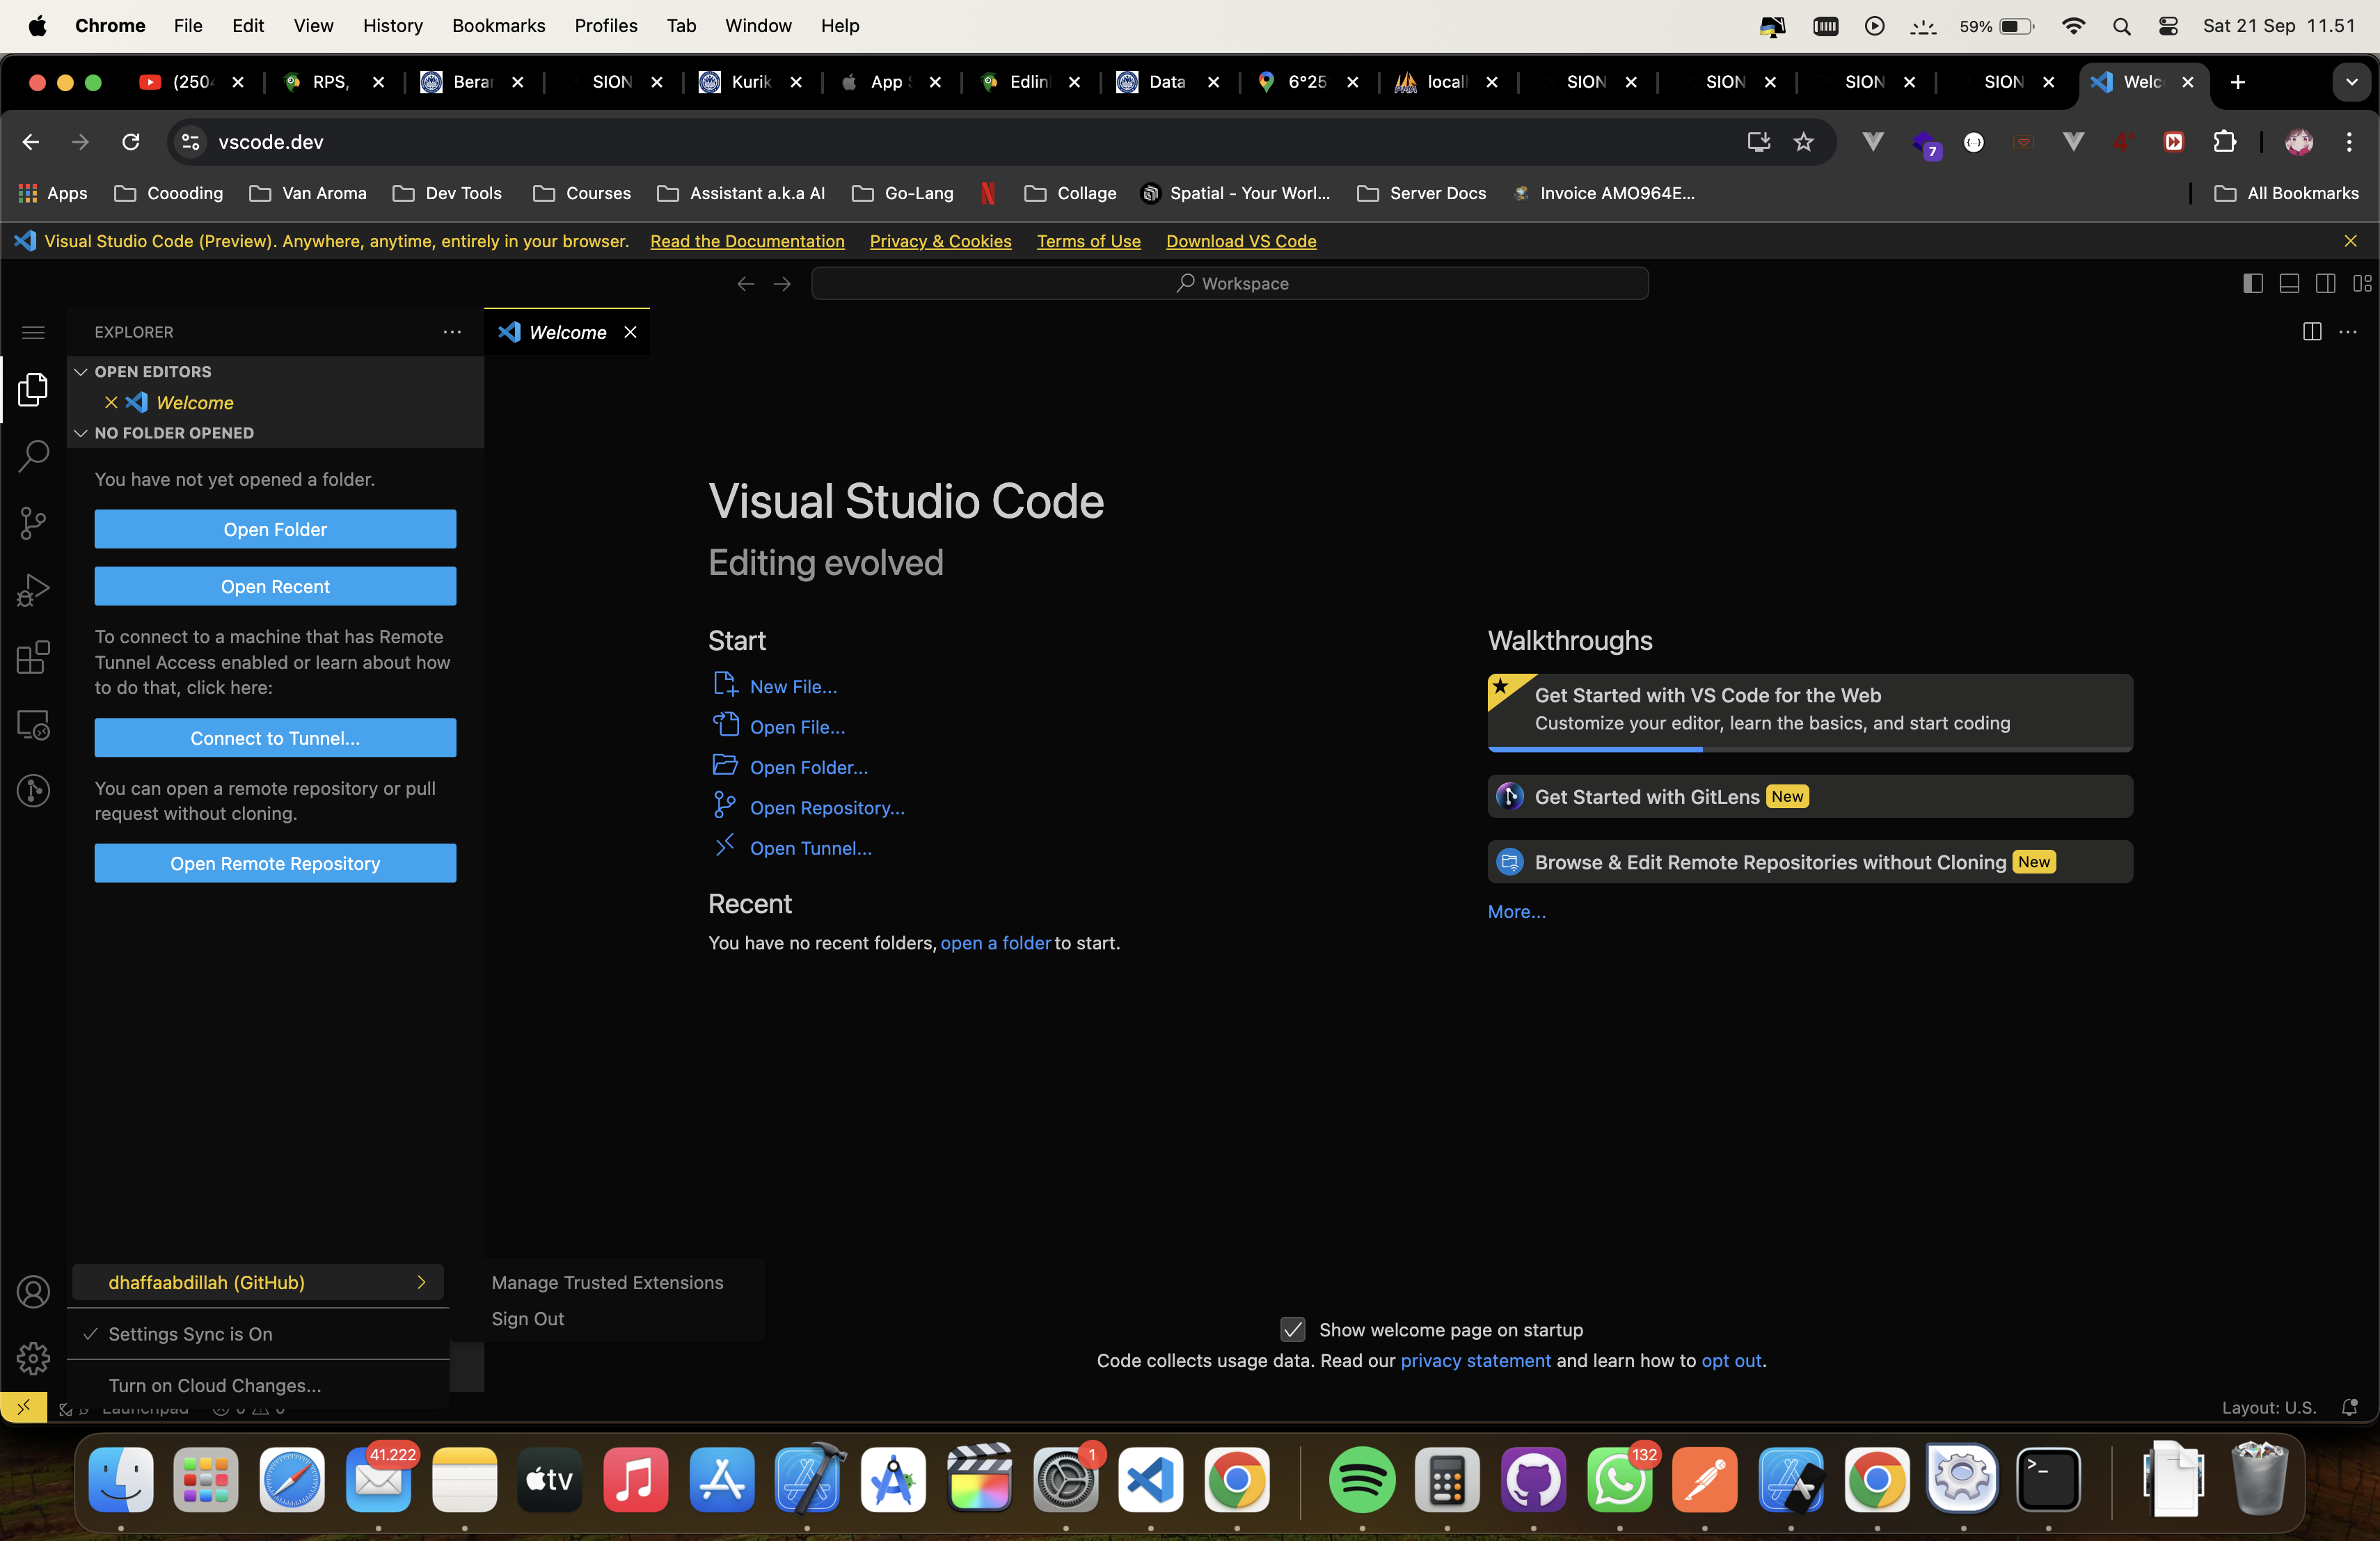 Chrome File Edit View History Bookmarks Profiles Tab Window Help 59% Sat 21 Sep 11.51
(250 RPS, Berar SION Kurik App Edlin Data 6°25 local SION SION SION SION Welc
vscode.dev 7
Apps Coooding Van Aroma Dev Tools Courses Assistant a.k.a AI Go-Lang Collage Spatial - Your Worl... Server Docs Invoice AMO964E... All Bookmarks
Visual Studio Code (Preview). Anywhere, anytime, entirely in your browser. Read the Documentation Privacy & Cookies Terms of Use Download VS Code
Workspace
EXPLORER
Welcome
OPEN EDITORS
Welcome
NO FOLDER OPENED
You have not yet opened a folder.
Open Folder
Open Recent
To connect to a machine that has Remote
Tunnel Access enabled or learn about how
to do that, click here:
Connect to Tunnel...
You can open a remote repository or pull
request without cloning.
Open Remote Repository
Visual Studio Code
Editing evolved
Start
New File...
Open File...
Open Folder...
Open Repository...
Open Tunnel...
Recent
You have no recent folders, open a folder to start.
Walkthroughs
Get Started with VS Code for the Web
Customize your editor, learn the basics, and start coding
Get Started with GitLens New
Browse & Edit Remote Repositories without Cloning New
More...
dhaffaabdillah (GitHub)
Manage Trusted Extensions
Sign Out
Settings Sync is On
Turn on Cloud Changes...
Show welcome page on startup
Code collects usage data. Read our privacy statement and learn how to opt out.
Launchpad 0 0
Layout: U.S.
41.222 tv 1 132